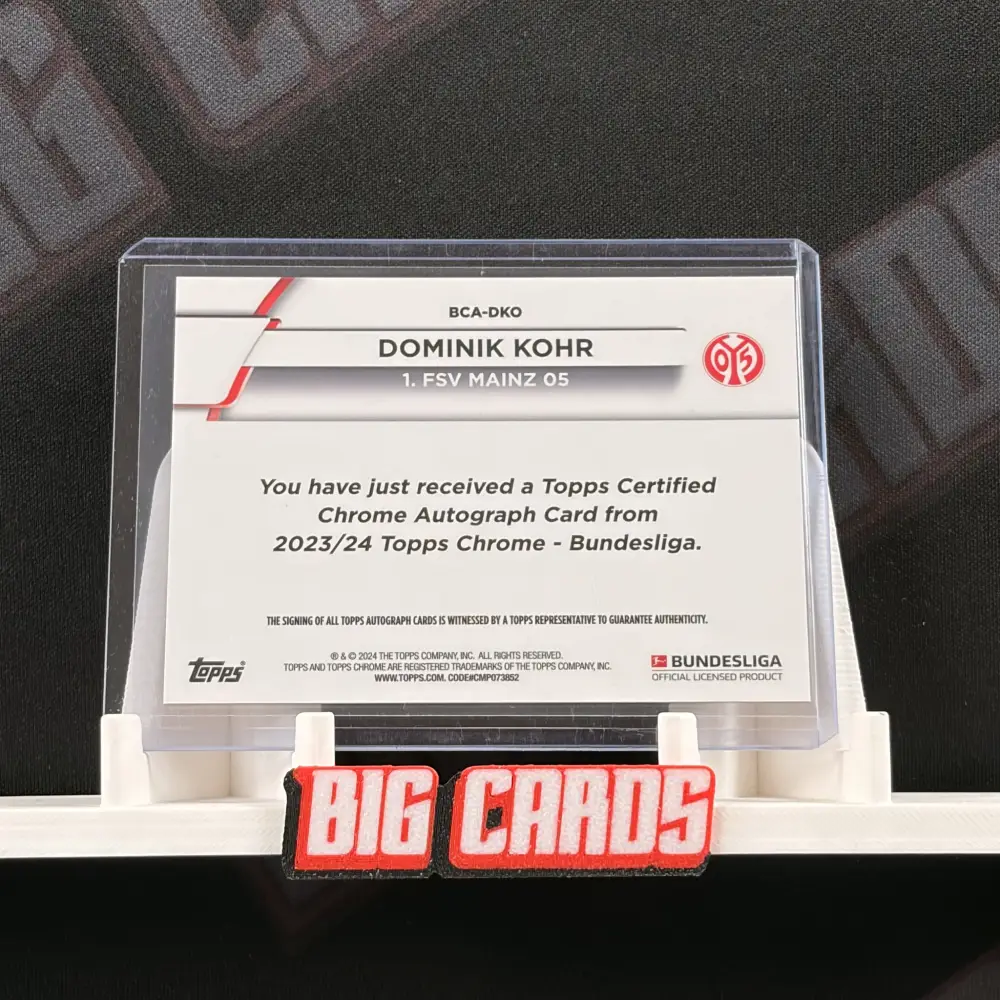 BCA-DKO
DOMINIK KOHR
1. FSV MAINZ 05
You have just received a Topps Certified
Chrome Autograph Card from
2023/24 Topps Chrome - Bundesliga.
THE SIGNING OF ALL TOPPS AUTOGRAPH CARDS IS WITNESSED BY A TOPPS REPRESENTATIVE TO GUARANTEE AUTHENTICITY.
topps
® & © 2024 THE TOPPS COMPANY, INC. ALL RIGHTS RESERVED.
TOPPS AND TOPPS CHROME ARE REGISTERED TRADEMARKS OF THE TOPPS COMPANY, INC.
WWW.TOPPS.COM. CODE#CMP073852
BUNDESLIGA
OFFICIAL LICENSED PRODUCT
BIG CARDS